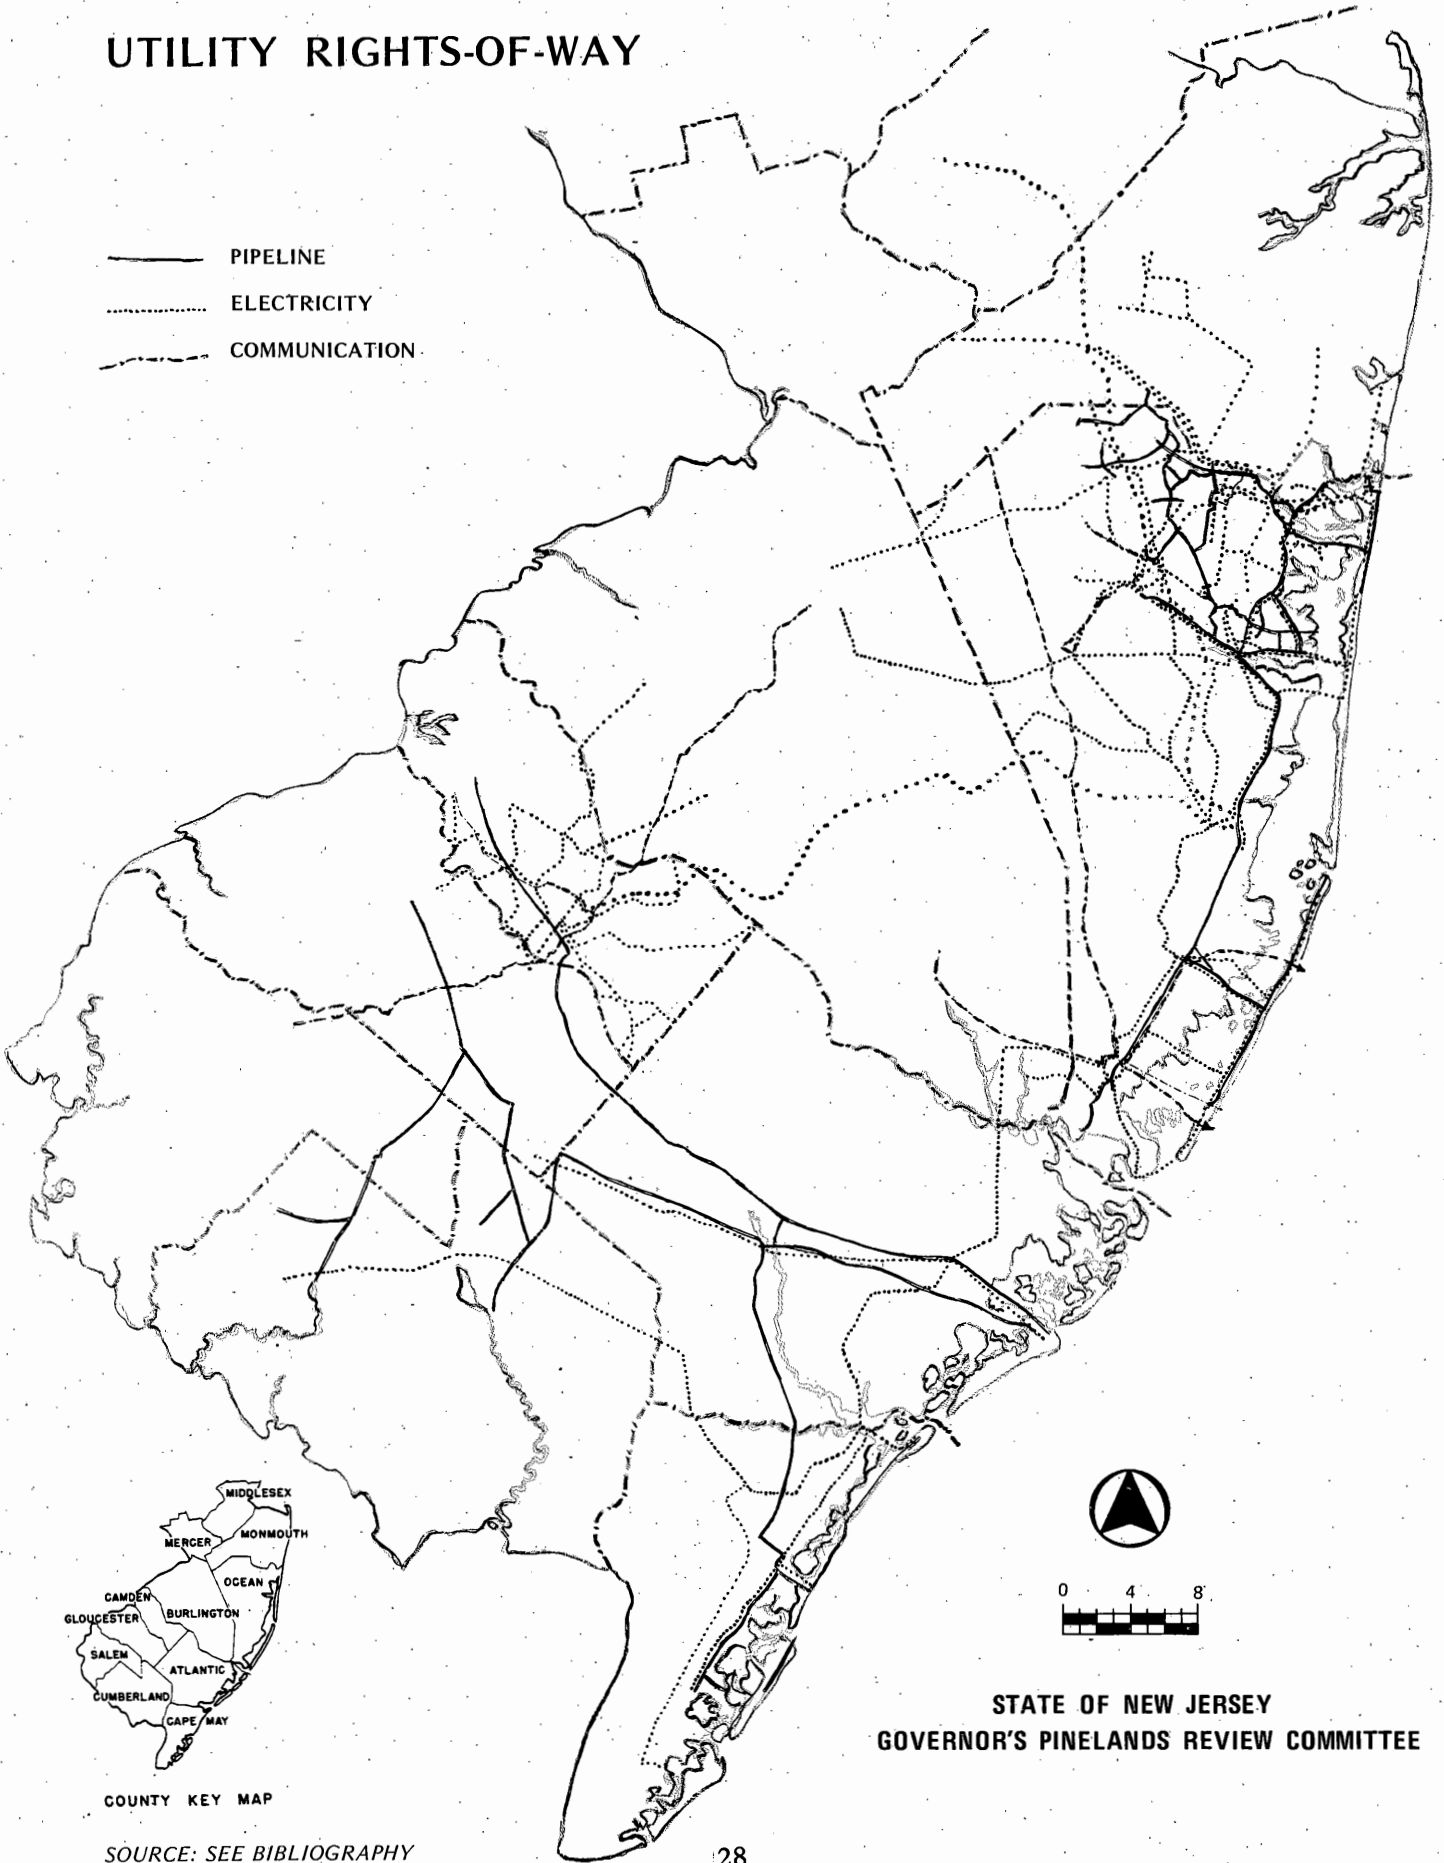 UTILITY RIGHTS-OF-WAY
PIPELINE
ELECTRICITY
COMMUNICATION
MIDDLESEX
MERCER
MONMOUTH
OCEAN
CAMDEN
GLOUCESTER
BURLINGTON
SALEM
ATLANTIC
CUMBERLAND
CAPE MAY
COUNTY KEY MAP
0 4 8
STATE OF NEW JERSEY
GOVERNOR'S PINELANDS REVIEW COMMITTEE
SOURCE: SEE BIBLIOGRAPHY
28